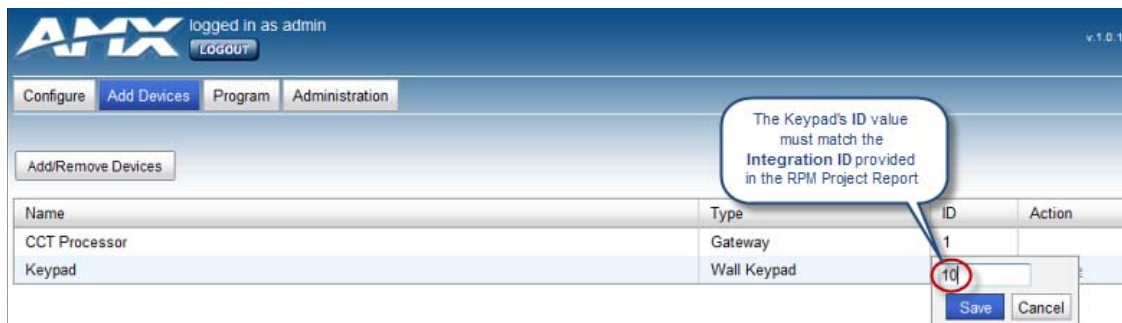 AMX
logged in as admin
LOGOUT
v.1.0.1
Configure Add Devices Program Administration
The Keypad's ID value
must match the
Integration ID provided
in the RPM Project Report
Add/Remove Devices
Name Type ID Action
CCT Processor Gateway 1
Keypad Wall Keypad
10
Save Cancel